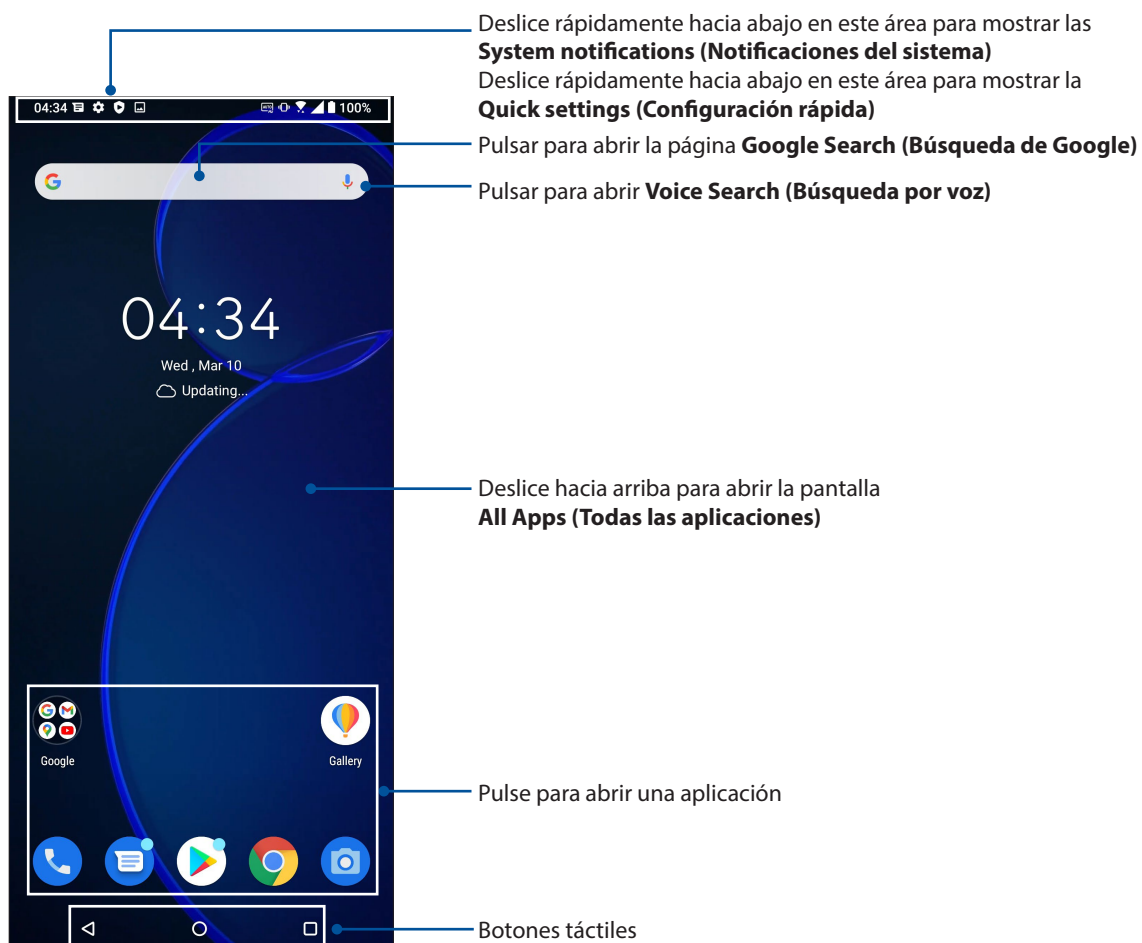 Deslice rápidamente hacia abajo en este área para mostrar las
System notifications (Notificaciones del sistema)
Deslice rápidamente hacia abajo en este área para mostrar la
Quick settings (Configuración rápida)
04:34
100%
Pulsar para abrir la página Google Search (Búsqueda de Google)
Pulsar para abrir Voice Search (Búsqueda por voz)
04:34
Wed , Mar 10
Updating...
Deslice hacia arriba para abrir la pantalla
All Apps (Todas las aplicaciones)
Google
Gallery
Pulse para abrir una aplicación
Botones táctiles